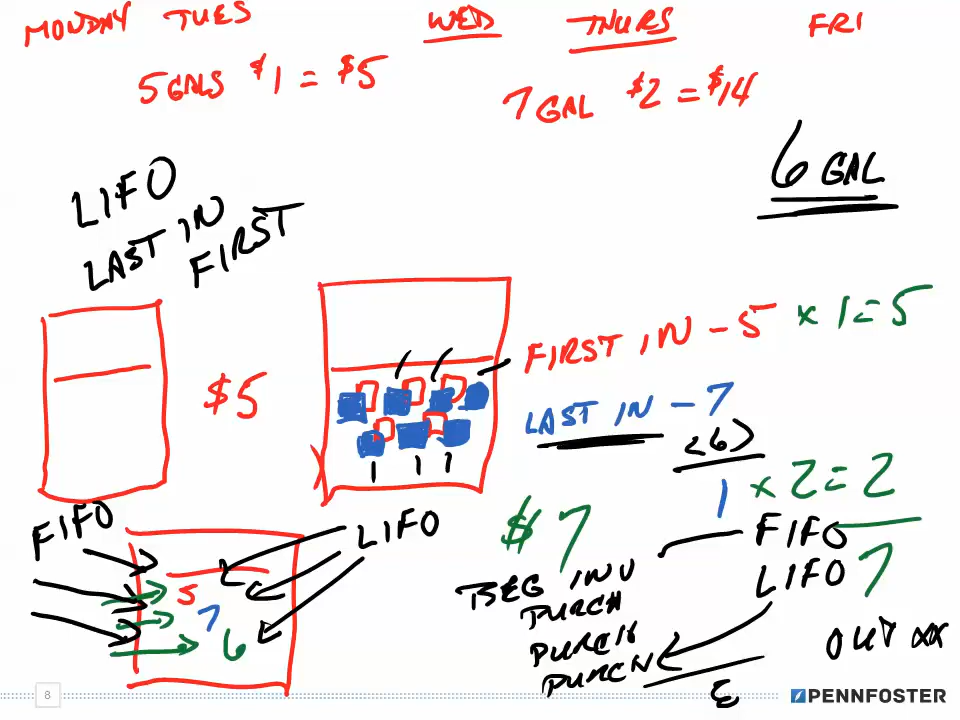 MONDAY TUES WED THURS FRI
5 GALS $1 = $5
7 GAL $2 = $14
6 GAL
LIFO
LAST IN
FIRST
FIRST IN - 5 × 1 = 5
$5
LAST IN - 7
<6>
1 × 2 = 2
$7
7
FIFO
LIFO
FIFO
LIFO
5
7
6
BEG INV
PURCH
PURCH
PURCH
OUT XX
8
PENNFOSTER